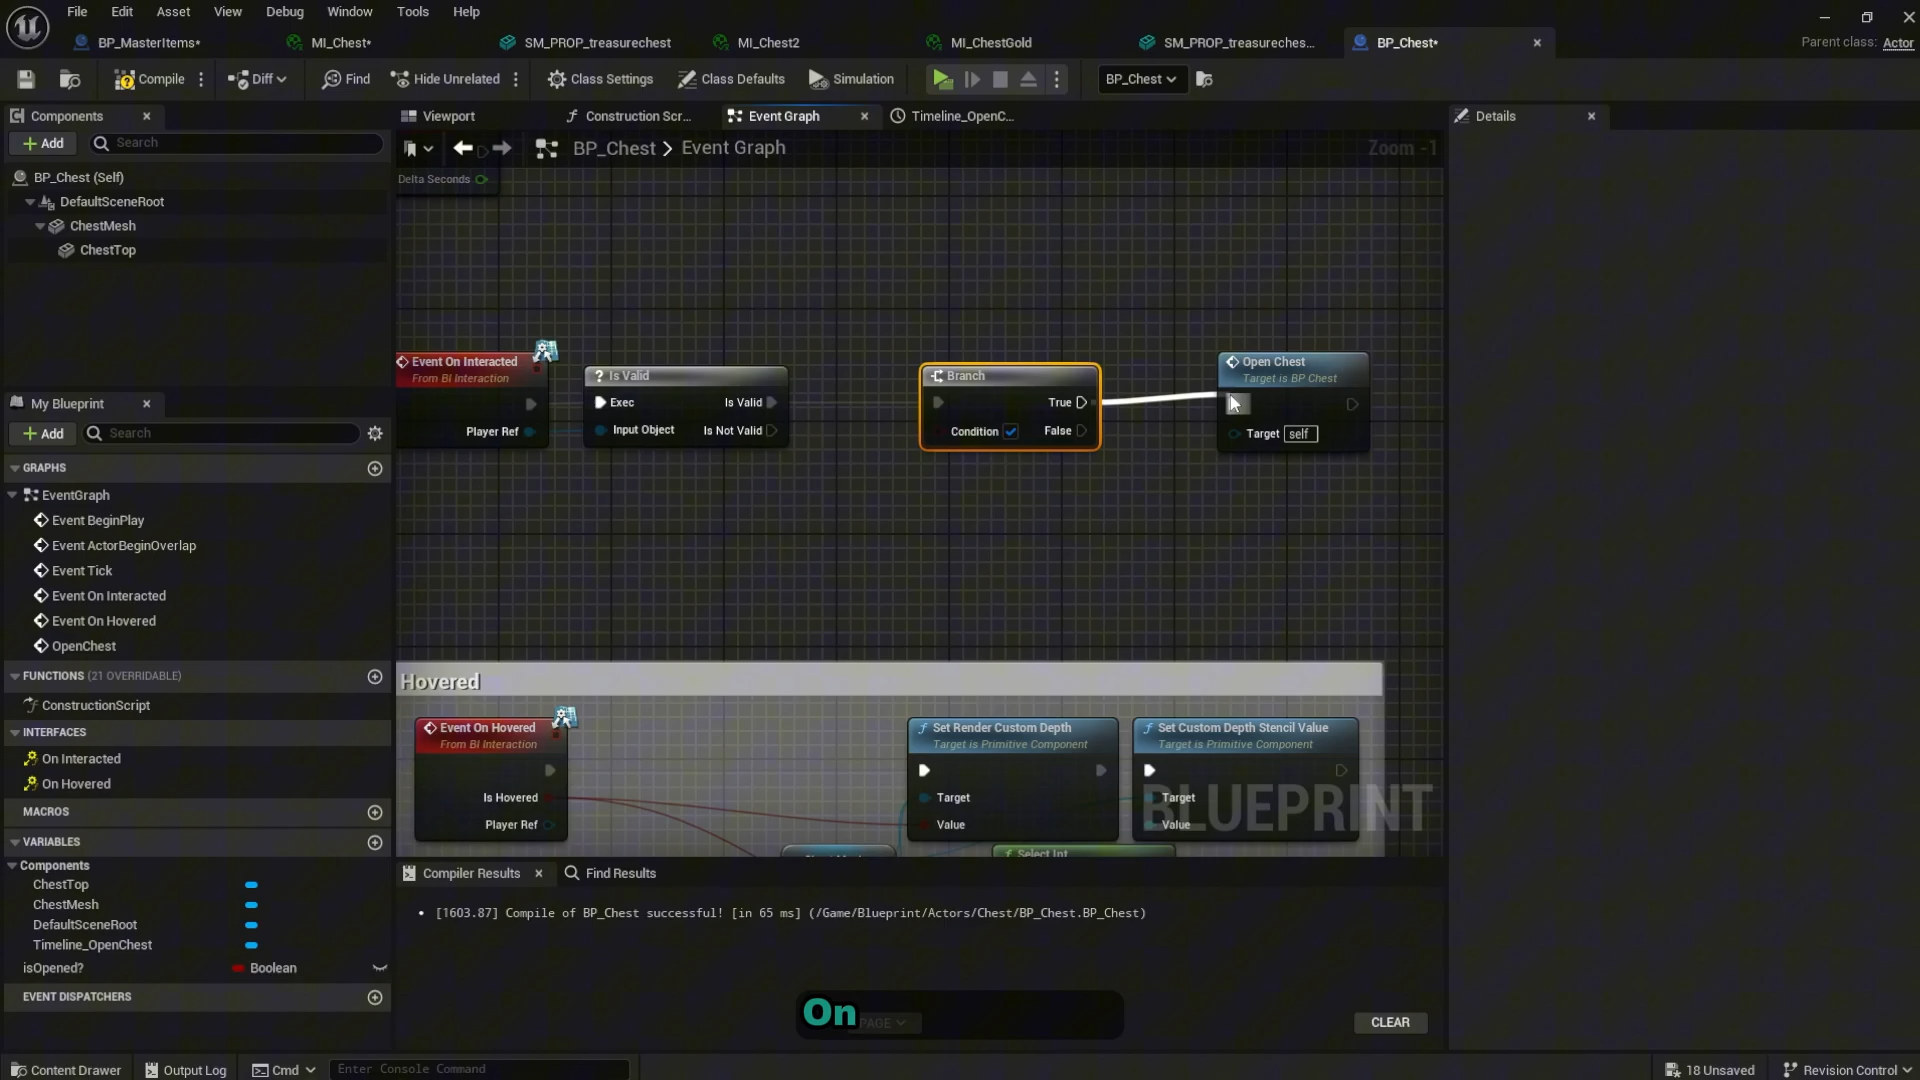 File Edit Asset View Debug Window Tools Help
BP_MasterItems* MI_Chest* SM_PROP_treasurechest MI_Chest2 MI_ChestGold SM_PROP_treasureches... BP_Chest* Parent class: Actor
Compile Diff Find Hide Unrelated Class Settings Class Defaults Simulation BP_Chest
Components Viewport Construction Scr... Event Graph Timeline_OpenC... Details
Add Search
BP_Chest > Event Graph Zoom -1
Delta Seconds
BP_Chest (Self)
DefaultSceneRoot
ChestMesh
ChestTop
Event On Interacted
From BI Interaction
Player Ref
Is Valid
Exec Is Valid
Input Object Is Not Valid
Branch
True
Condition False
Open Chest
Target is BP Chest
Target self
My Blueprint
Add Search
GRAPHS
EventGraph
Event BeginPlay
Event ActorBeginOverlap
Event Tick
Event On Interacted
Event On Hovered
OpenChest
FUNCTIONS (21 OVERRIDABLE)
ConstructionScript
INTERFACES
On Interacted
On Hovered
MACROS
VARIABLES
Components
ChestTop
ChestMesh
DefaultSceneRoot
Timeline_OpenChest
isOpened? Boolean
EVENT DISPATCHERS
Hovered
Event On Hovered
From BI Interaction
Is Hovered
Player Ref
Set Render Custom Depth
Target is Primitive Component
Target
Value
Set Custom Depth Stencil Value
Target is Primitive Component
Target
Value
BLUEPRINT
Select Int
Compiler Results Find Results
• [1603.87] Compile of BP_Chest successful! [in 65 ms] (/Game/Blueprint/Actors/Chest/BP_Chest.BP_Chest)
On
PAGE CLEAR
Content Drawer Output Log Cmd Enter Console Command 18 Unsaved Revision Control